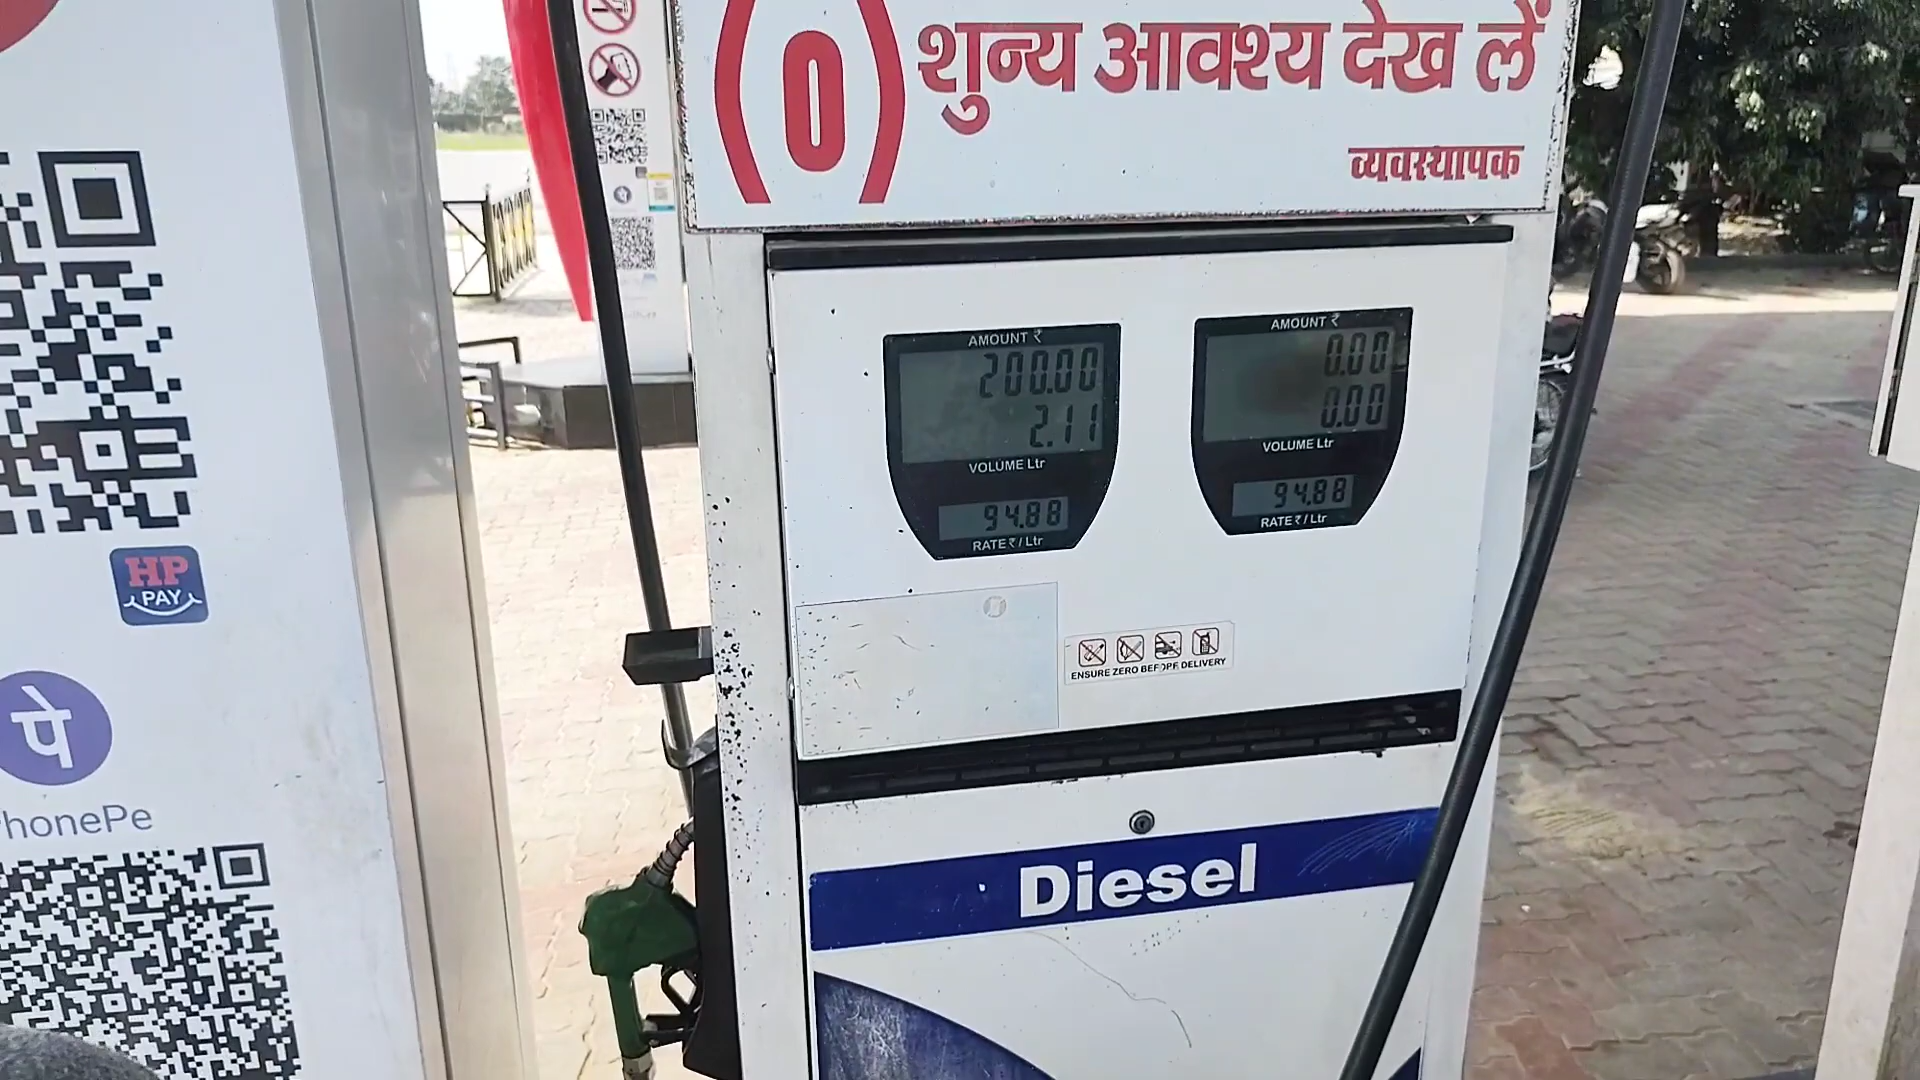 (0) शुन्य आवश्य देख लें
व्यवस्थापक
AMOUNT ₹
200.00
2.11
VOLUME Ltr
94.88
RATE ₹ / Ltr
AMOUNT ₹
0.00
0.00
VOLUME Ltr
94.88
RATE ₹ / Ltr
ENSURE ZERO BEFORE DELIVERY
Diesel
HP
PAY
पे
honePe